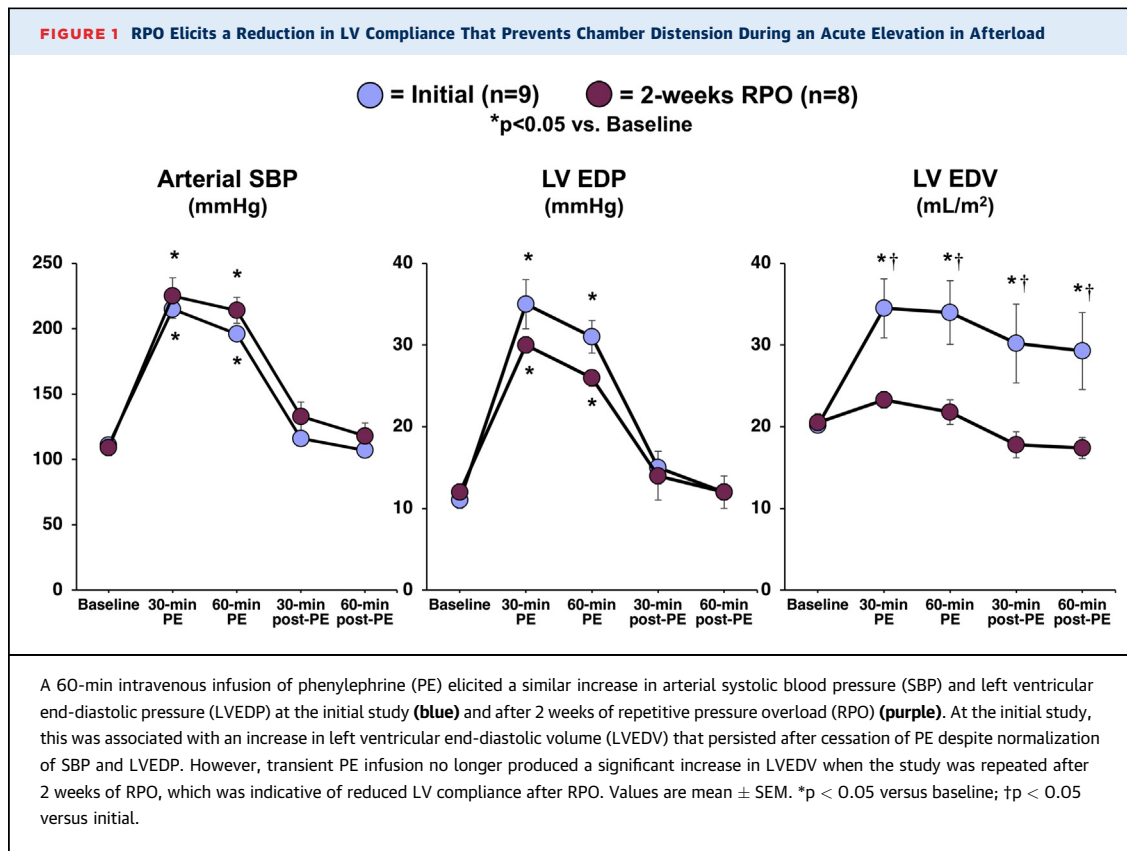 FIGURE 1 RPO Elicits a Reduction in LV Compliance That Prevents Chamber Distension During an Acute Elevation in Afterload
= Initial (n=9) = 2-weeks RPO (n=8)
*p<0.05 vs. Baseline
Arterial SBP
(mmHg)
LV EDP
(mmHg)
LV EDV
(mL/m²)
250
200
150
100
50
0
* *
* *
Baseline 30-min PE 60-min PE 30-min post-PE 60-min post-PE
40
30
20
10
0
* *
* *
Baseline 30-min PE 60-min PE 30-min post-PE 60-min post-PE
40
30
20
10
0
*† *† *† *†
Baseline 30-min PE 60-min PE 30-min post-PE 60-min post-PE
A 60-min intravenous infusion of phenylephrine (PE) elicited a similar increase in arterial systolic blood pressure (SBP) and left ventricular
end-diastolic pressure (LVEDP) at the initial study (blue) and after 2 weeks of repetitive pressure overload (RPO) (purple). At the initial study,
this was associated with an increase in left ventricular end-diastolic volume (LVEDV) that persisted after cessation of PE despite normalization
of SBP and LVEDP. However, transient PE infusion no longer produced a significant increase in LVEDV when the study was repeated after
2 weeks of RPO, which was indicative of reduced LV compliance after RPO. Values are mean ± SEM. *p < 0.05 versus baseline; †p < 0.05
versus initial.